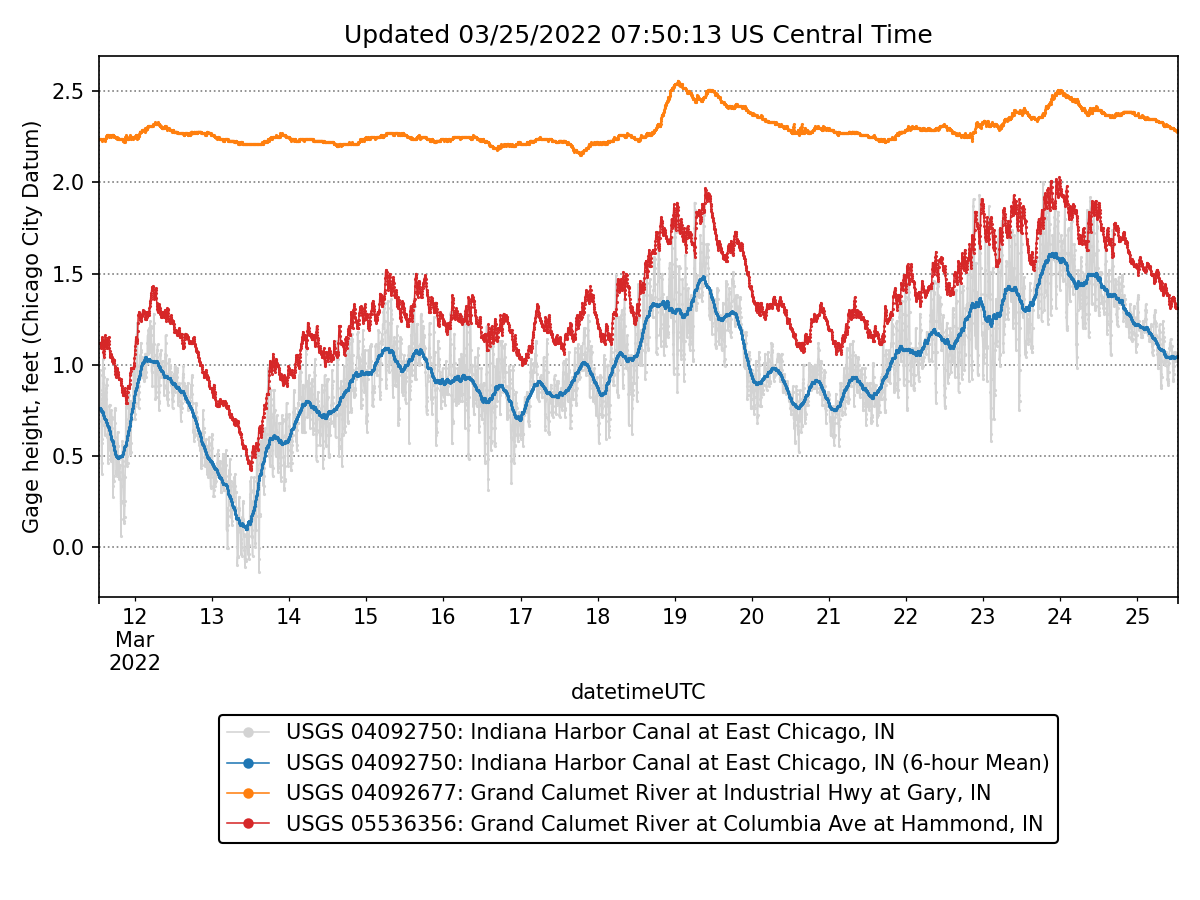 Updated 03/25/2022 07:50:13 US Central Time
Gage height, feet (Chicago City Datum)
2.5
2.0
1.5
1.0
0.5
0.0
12 13 14 15 16 17 18 19 20 21 22 23 24 25
Mar
2022
datetimeUTC
USGS 04092750: Indiana Harbor Canal at East Chicago, IN
USGS 04092750: Indiana Harbor Canal at East Chicago, IN (6-hour Mean)
USGS 04092677: Grand Calumet River at Industrial Hwy at Gary, IN
USGS 05536356: Grand Calumet River at Columbia Ave at Hammond, IN